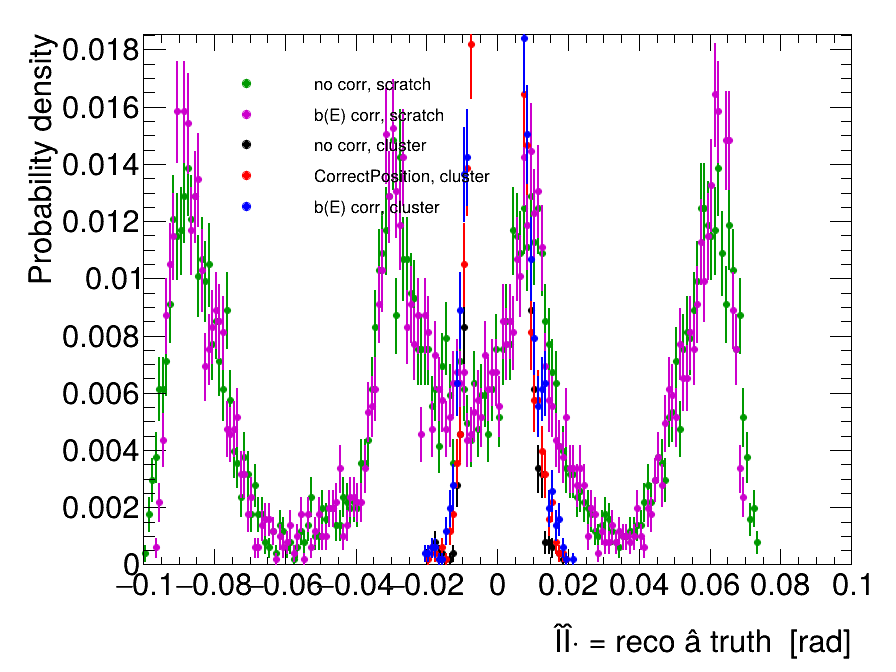 Probability density
0.018
0.016
0.014
0.012
0.01
0.008
0.006
0.004
0.002
0
no corr, scratch
b(E) corr, scratch
no corr, cluster
CorrectPosition, cluster
b(E) corr, cluster
−0.1 −0.08 −0.06 −0.04 −0.02 0 0.02 0.04 0.06 0.08 0.1
ÎÎ· = reco â truth [rad]